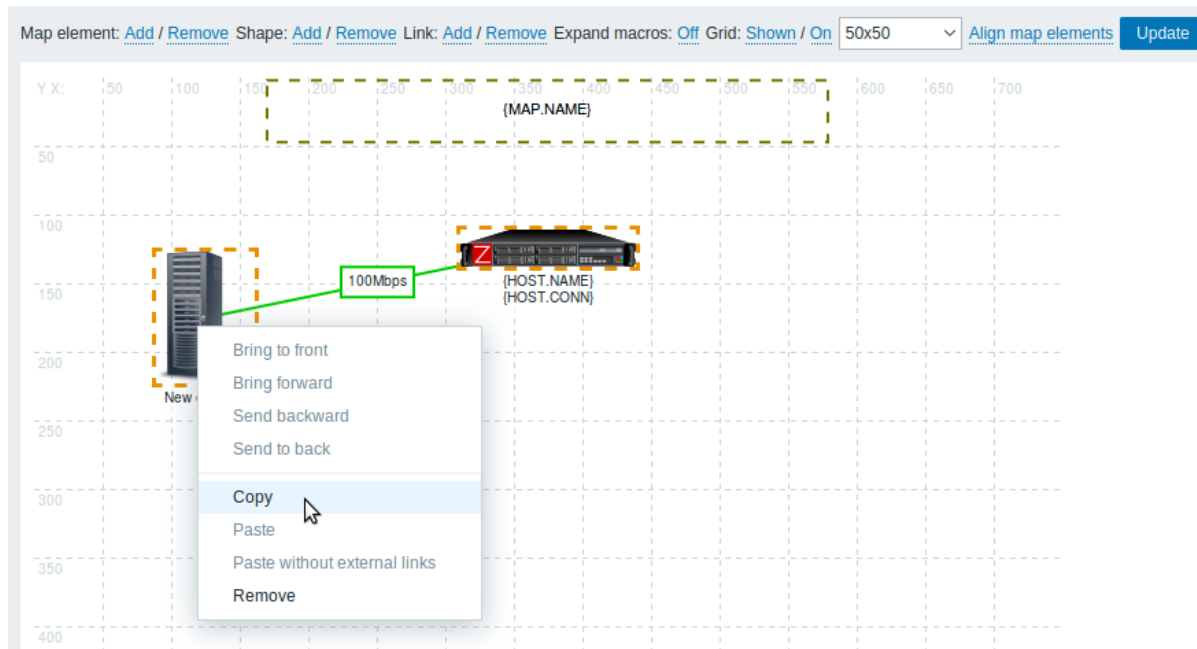 Map element: Add / Remove Shape: Add / Remove Link: Add / Remove Expand macros: Off Grid: Shown / On 50x50 Align map elements Update
Y X: 50 100 150 200 250 300 350 400 450 500 550 600 650 700
{MAP.NAME}
50
100
100Mbps
{HOST.NAME}
{HOST.CONN}
150
200
New
250
300
350
400
Bring to front
Bring forward
Send backward
Send to back
Copy
Paste
Paste without external links
Remove